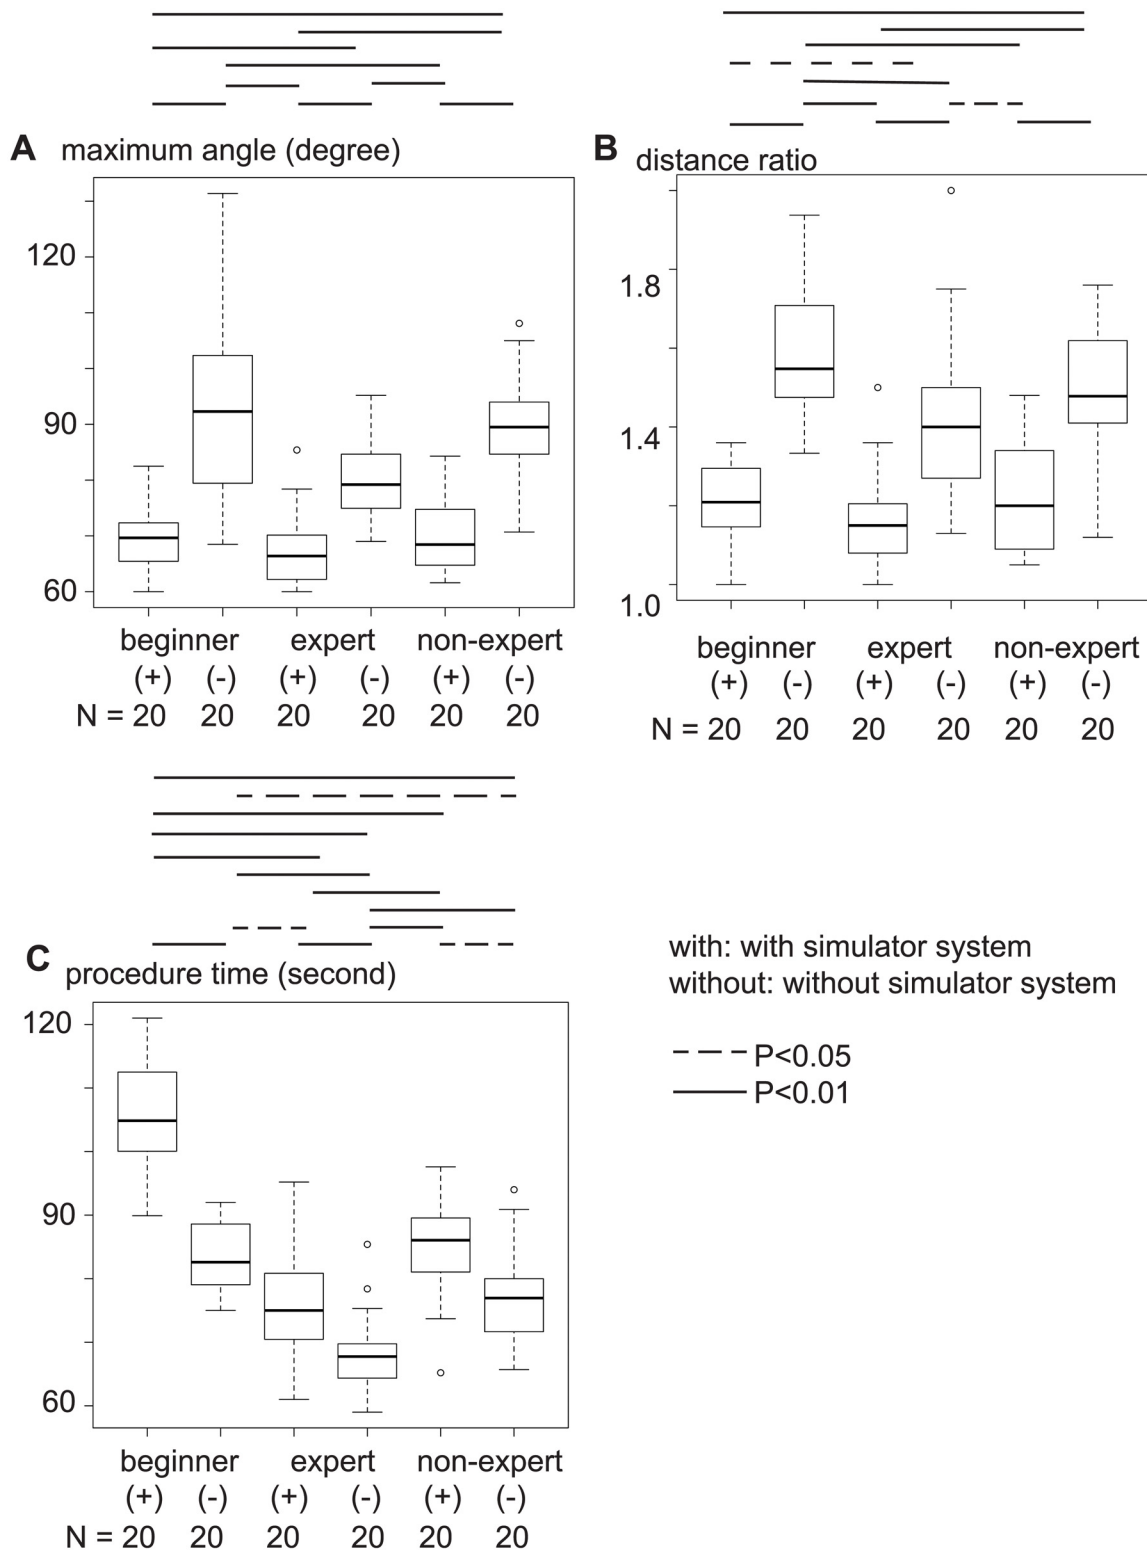 A maximum angle (degree)
120
90
60
beginner expert non-expert
(+) (-) (+) (-) (+) (-)
N = 20 20 20 20 20 20
B distance ratio
1.8
1.4
1.0
beginner expert non-expert
(+) (-) (+) (-) (+) (-)
N = 20 20 20 20 20 20
C procedure time (second)
120
90
60
beginner expert non-expert
(+) (-) (+) (-) (+) (-)
N = 20 20 20 20 20 20
with: with simulator system
without: without simulator system
P<0.05
P<0.01